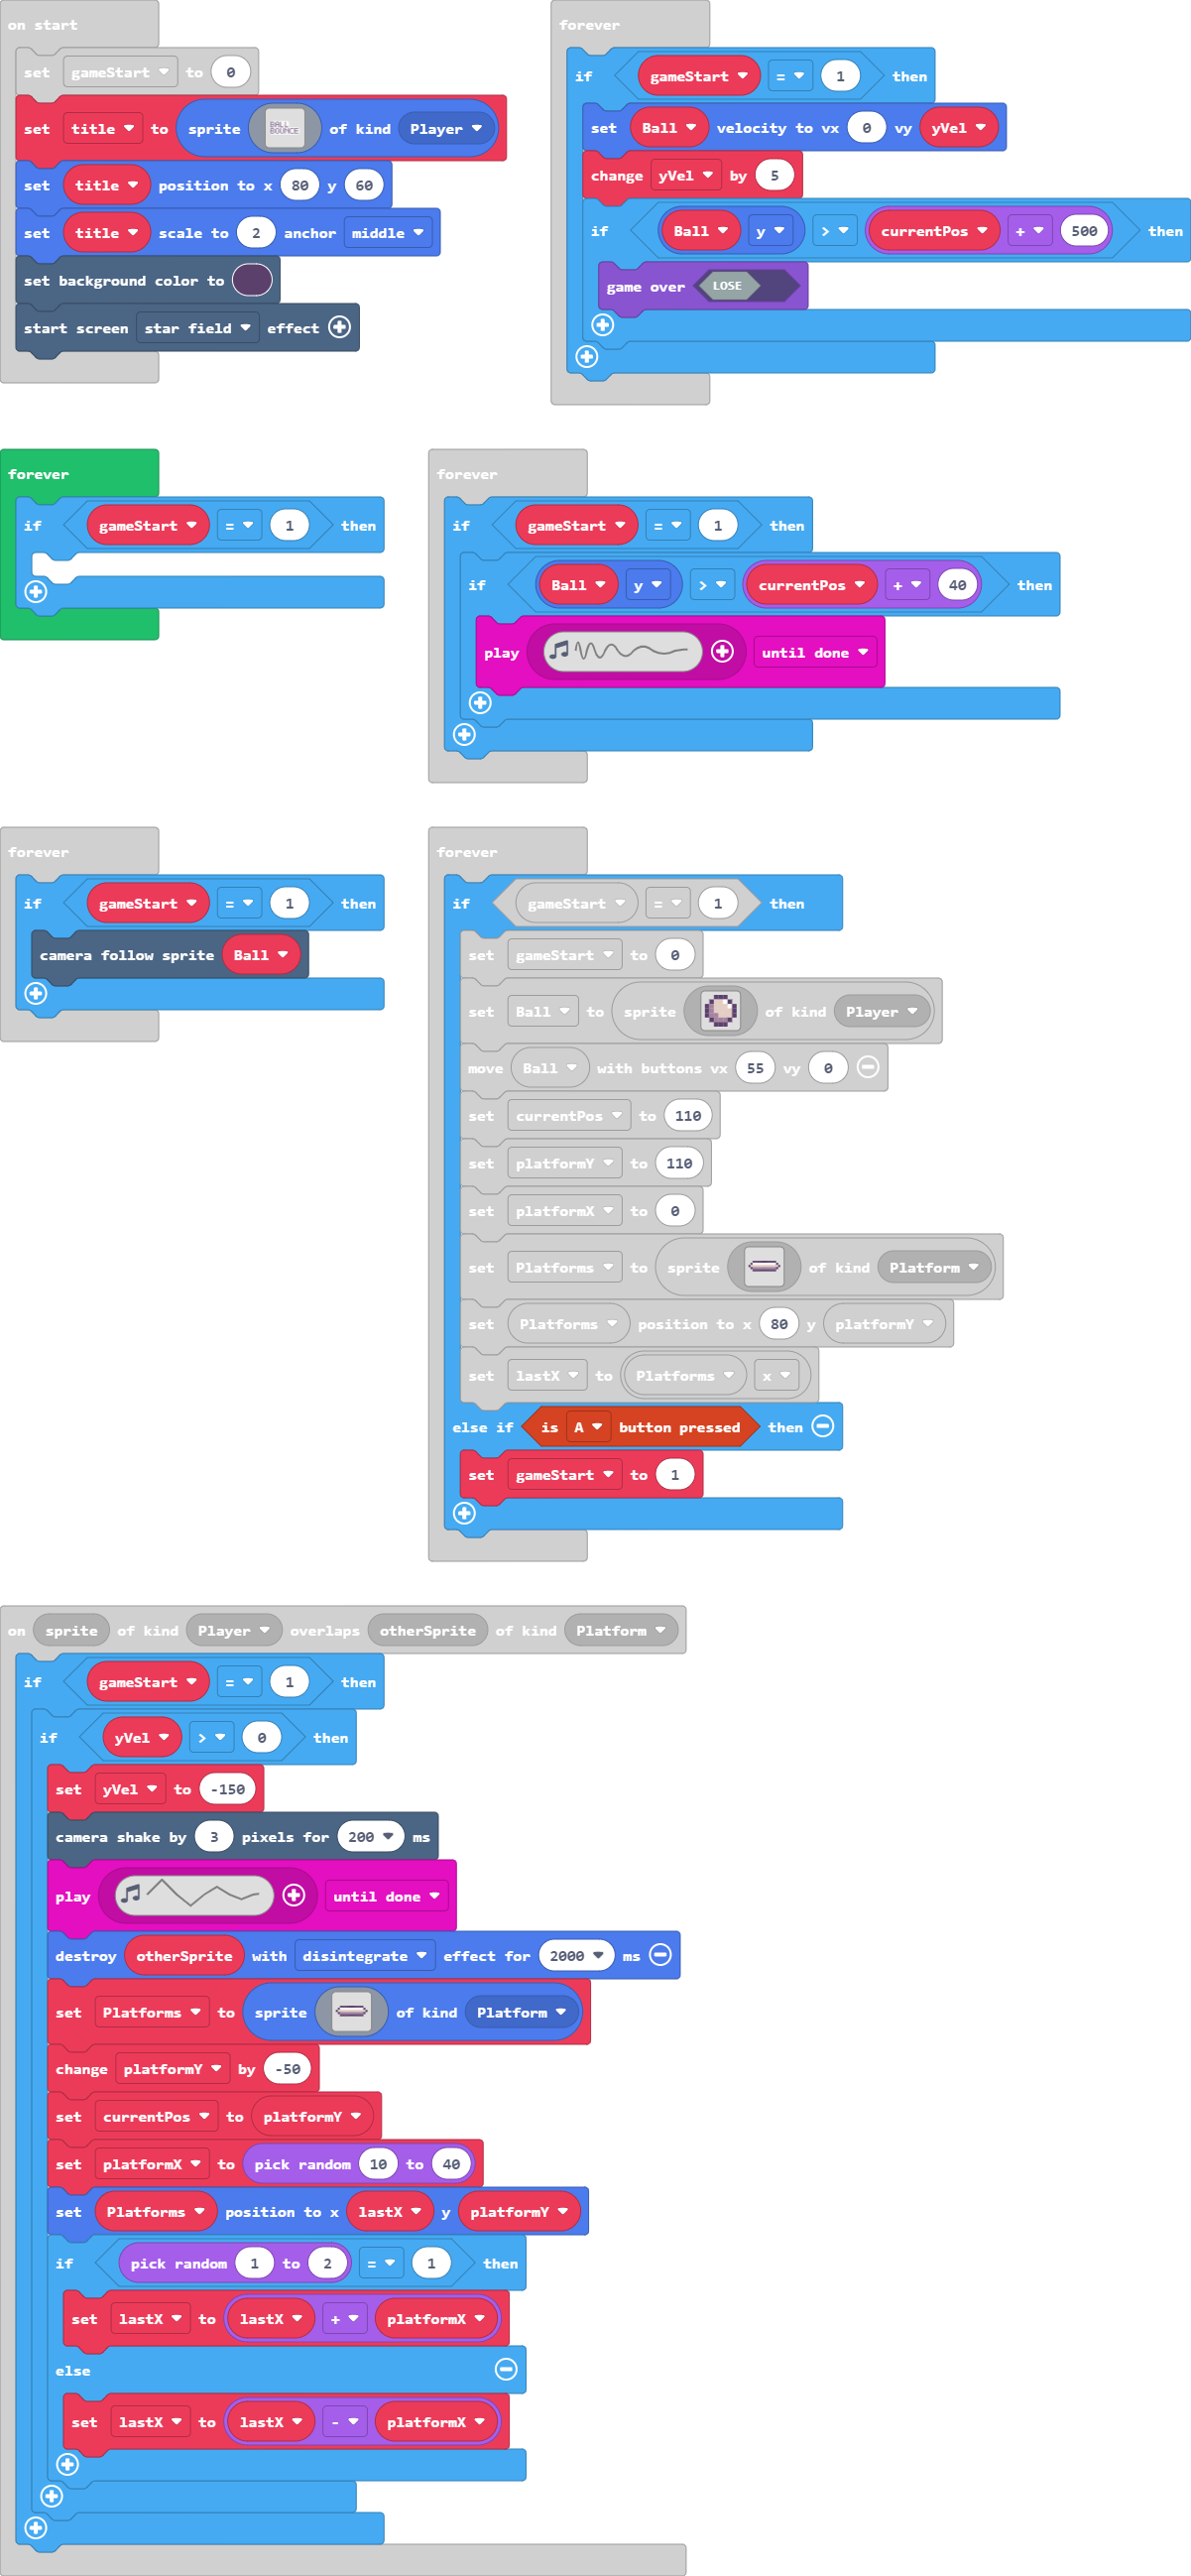 on start
set gameStart to 0
set title to sprite BALL BOUNCE of kind Player
set title position to x 80 y 60
set title scale to 2 anchor middle
set background color to
start screen star field effect
forever
if gameStart = 1 then
set Ball velocity to vx 0 vy yVel
change yVel by 5
if Ball y > currentPos + 500 then
game over LOSE
forever
if gameStart = 1 then
forever
if gameStart = 1 then
if Ball y > currentPos + 40 then
play until done
forever
if gameStart = 1 then
camera follow sprite Ball
forever
if gameStart = 1 then
set gameStart to 0
set Ball to sprite of kind Player
move Ball with buttons vx 55 vy 0
set currentPos to 110
set platformY to 110
set platformX to 0
set Platforms to sprite of kind Platform
set Platforms position to x 80 y platformY
set lastX to Platforms x
else if is A button pressed then
set gameStart to 1
on sprite of kind Player overlaps otherSprite of kind Platform
if gameStart = 1 then
if yVel > 0 then
set yVel to -150
camera shake by 3 pixels for 200 ms
play until done
destroy otherSprite with disintegrate effect for 2000 ms
set Platforms to sprite of kind Platform
change platformY by -50
set currentPos to platformY
set platformX to pick random 10 to 40
set Platforms position to x lastX y platformY
if pick random 1 to 2 = 1 then
set lastX to lastX + platformX
else
set lastX to lastX - platformX